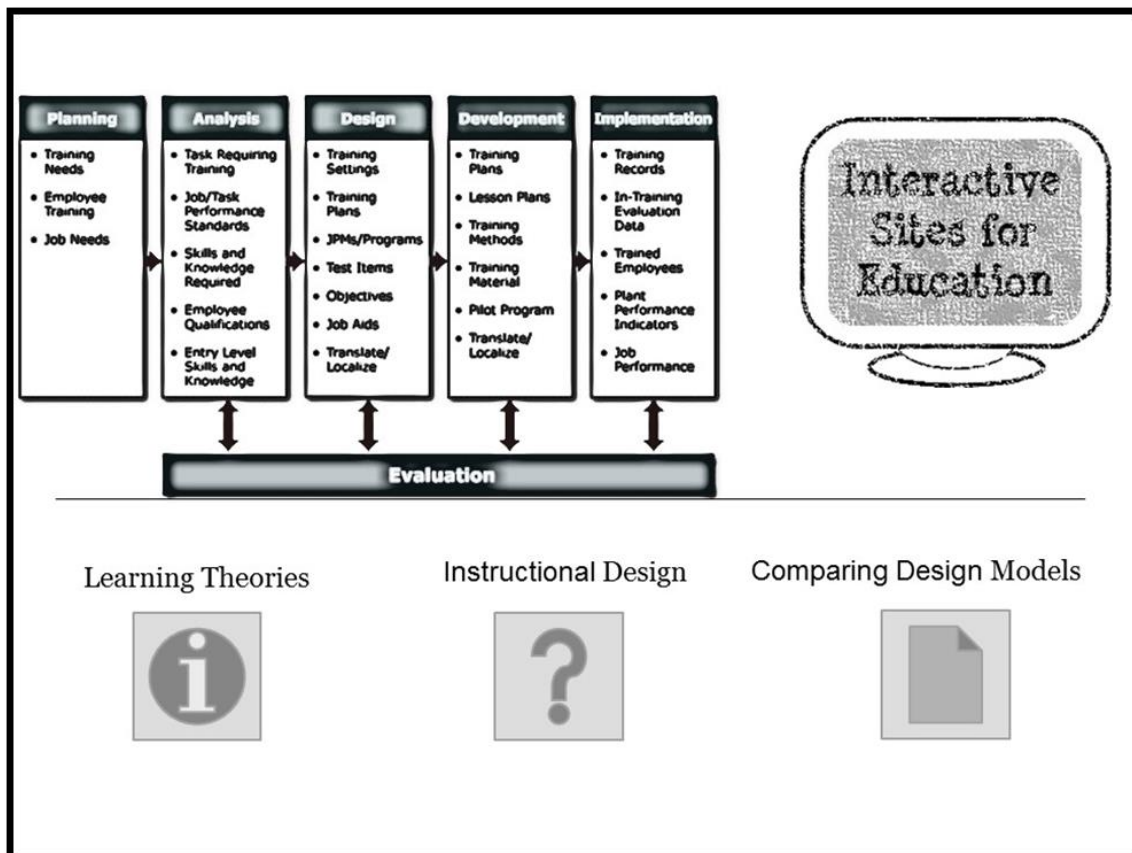 Planning
• Training
Needs
• Employee
Training
• Job Needs
Analysis
• Task Requiring
Training
• Job/Task
Performance
Standards
• Skills and
Knowledge
Required
• Employee
Qualifications
• Entry Level
Skills and
Knowledge
Design
• Training
Settings
• Training
Plans
• JPMs/Programs
• Test Items
• Objectives
• Job Aids
• Translate/
Localize
Development
• Training
Plans
• Lesson Plans
• Training
Methods
• Training
Material
• Pilot Program
• Translate/
Localize
Implementation
• Training
Records
• In-Training
Evaluation
Data
• Trained
Employees
• Plant
Performance
Indicators
• Job
Performance
Evaluation
Interactive
Sites for
Education
Learning Theories
Instructional Design
Comparing Design Models